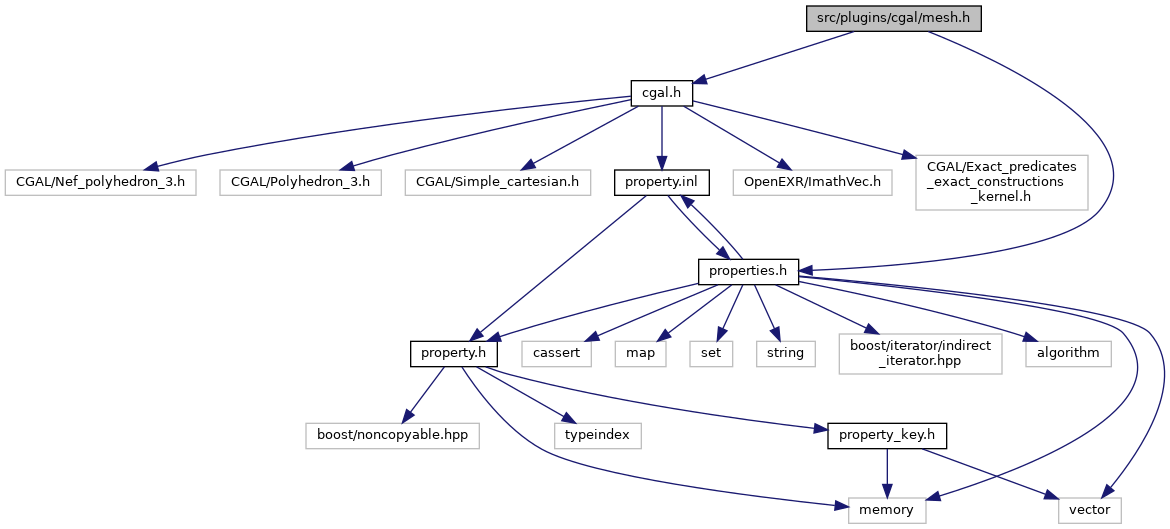 src/plugins/cgal/mesh.h
cgal.h
CGAL/Nef_polyhedron_3.h
CGAL/Polyhedron_3.h
CGAL/Simple_cartesian.h
property.inl
OpenEXR/ImathVec.h
CGAL/Exact_predicates
_exact_constructions
_kernel.h
properties.h
property.h
cassert
map
set
string
boost/iterator/indirect
_iterator.hpp
algorithm
boost/noncopyable.hpp
typeindex
property_key.h
memory
vector